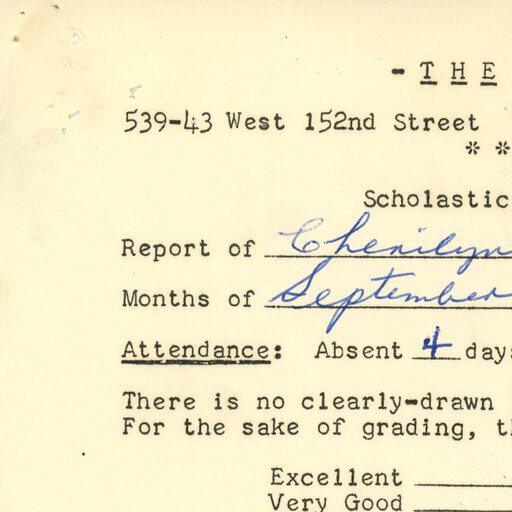 - THE
539-43 West 152nd Street
* *
Scholastic
Report of Cherilyn
Months of September
Attendance: Absent 4 days
There is no clearly-drawn
For the sake of grading, th
Excellent
Very Good